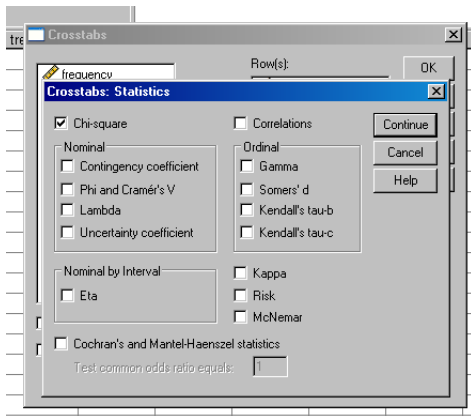 tre
Crosstabs
frequency
Row(s):
OK
Crosstabs: Statistics
Chi-square
Correlations
Continue
Nominal
Ordinal
Cancel
Contingency coefficient
Gamma
Help
Phi and Cramér's V
Somers' d
Lambda
Kendall's tau-b
Uncertainty coefficient
Kendall's tau-c
Nominal by Interval
Kappa
Eta
Risk
McNemar
Cochran's and Mantel-Haenszel statistics
Test common odds ratio equals: 1